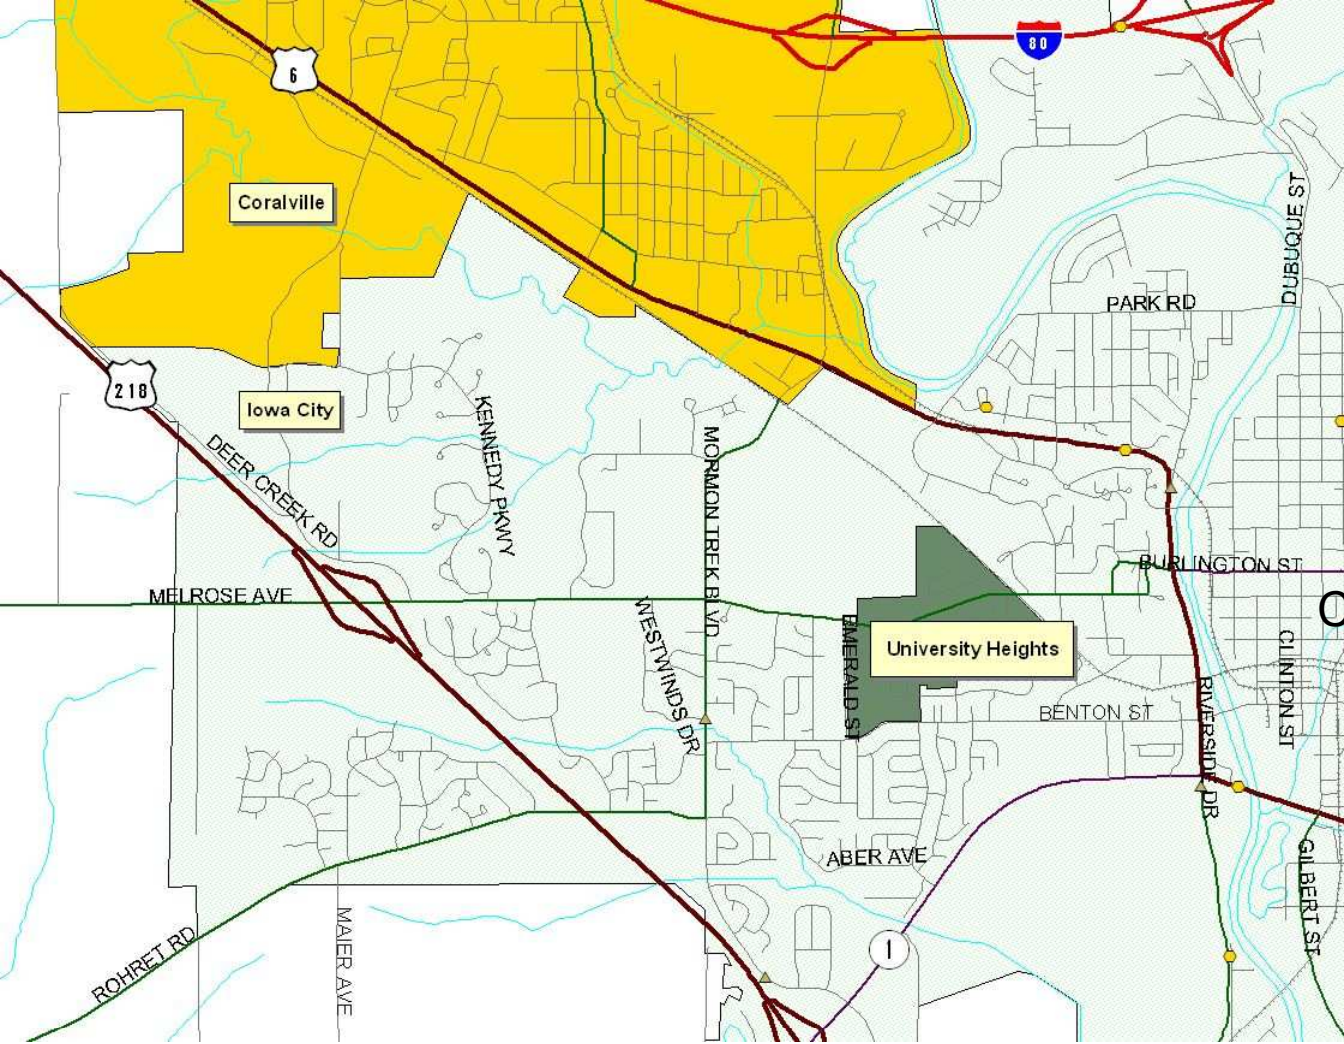 80
6
Coralville
DUBUQUE ST
PARK RD
218
Iowa City
KENNEDY PKWY
DEER CREEK RD
MORMON TREK BLVD
BURLINGTON ST
MELROSE AVE
WESTWINDS DR
EMERALD ST
University Heights
CLINTON ST
RIVERSIDE DR
BENTON ST
ABER AVE
GILBERT ST
MAIER AVE
ROHRET RD
1